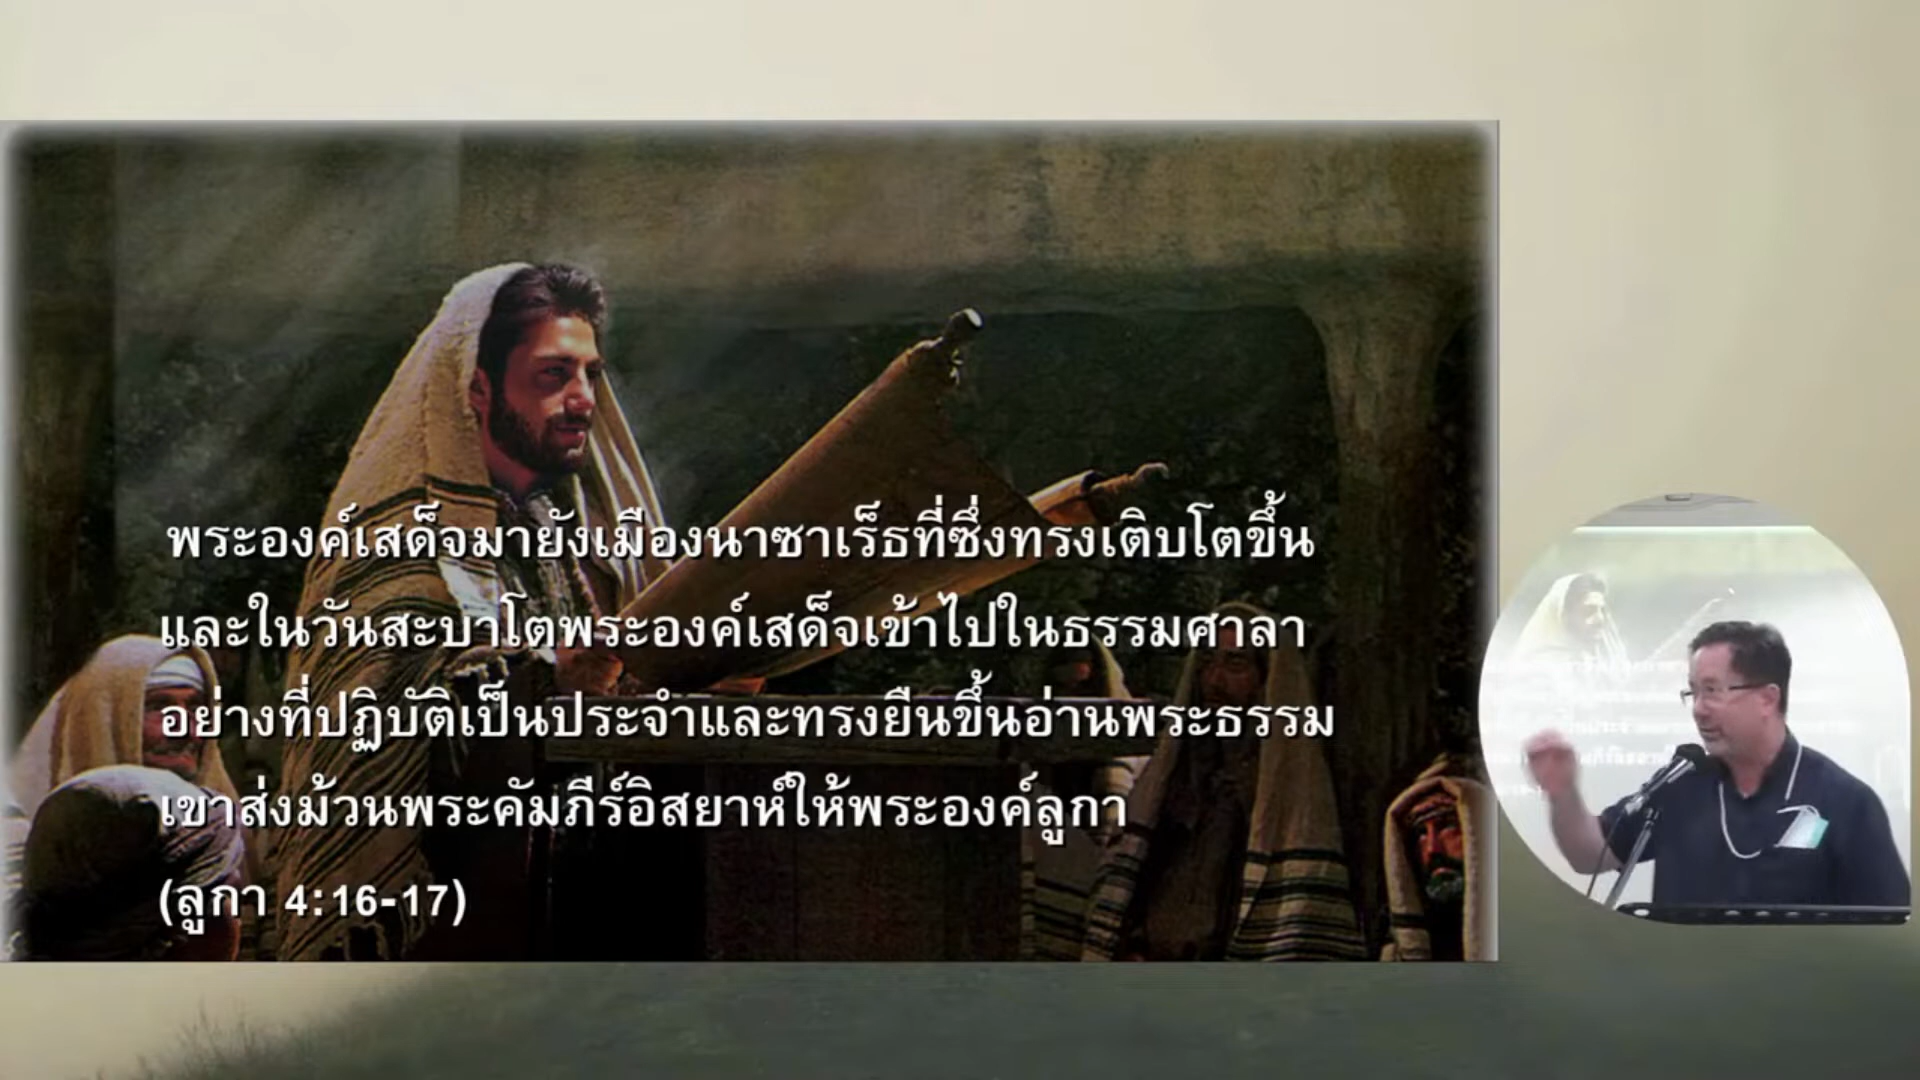 พระองค์เสด็จมายังเมืองนาซาเร็ธที่ซึ่งทรงเติบโตขึ้น
และในวันสะบาโตพระองค์เสด็จเข้าไปในธรรมศาลา
อย่างที่ปฏิบัติเป็นประจำและทรงยืนขึ้นอ่านพระธรรม
เขาส่งม้วนพระคัมภีร์อิสยาห์ให้พระองค์ลูกา
(ลูกา 4:16-17)